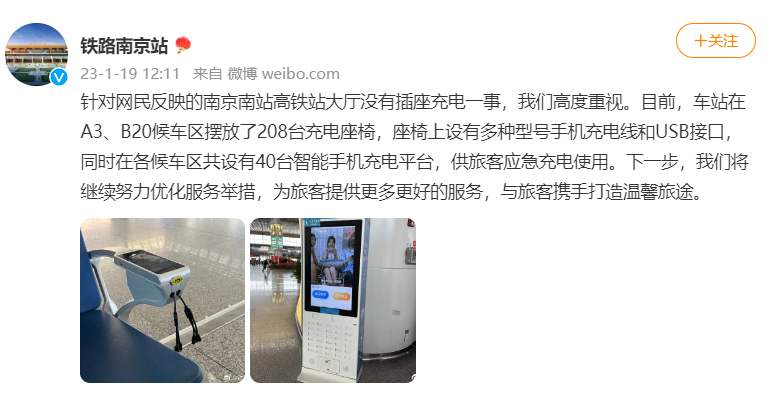 铁路南京站
+关注
23-1-19 12:11 来自 微博 weibo.com
针对网民反映的南京南站高铁站大厅没有插座充电一事，我们高度重视。目前，车站在
A3、B20候车区摆放了208台充电座椅，座椅上设有多种型号手机充电线和USB接口，
同时在各候车区共设有40台智能手机充电平台，供旅客应急充电使用。下一步，我们将
继续努力优化服务举措，为旅客提供更多更好的服务，与旅客携手打造温馨旅途。